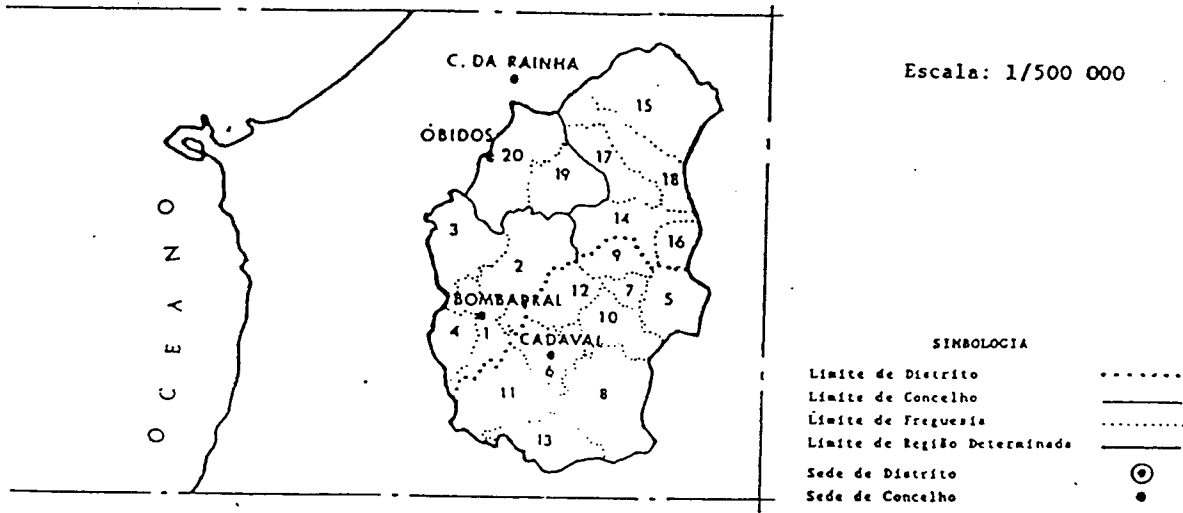 C. DA RAINHA
Escala: 1/500 000
15
ÓBIDOS
20
17
19
18
3
14
16
2
9
12
7
5
BOMBARRAL
10
4
1
CADAVAL
6
11
8
13
OCEANO
SIMBOLOGIA
Limite de Distrito
Limite de Concelho
Limite de Freguesia
Limite de Região Determinada
Sede de Distrito
Sede de Concelho